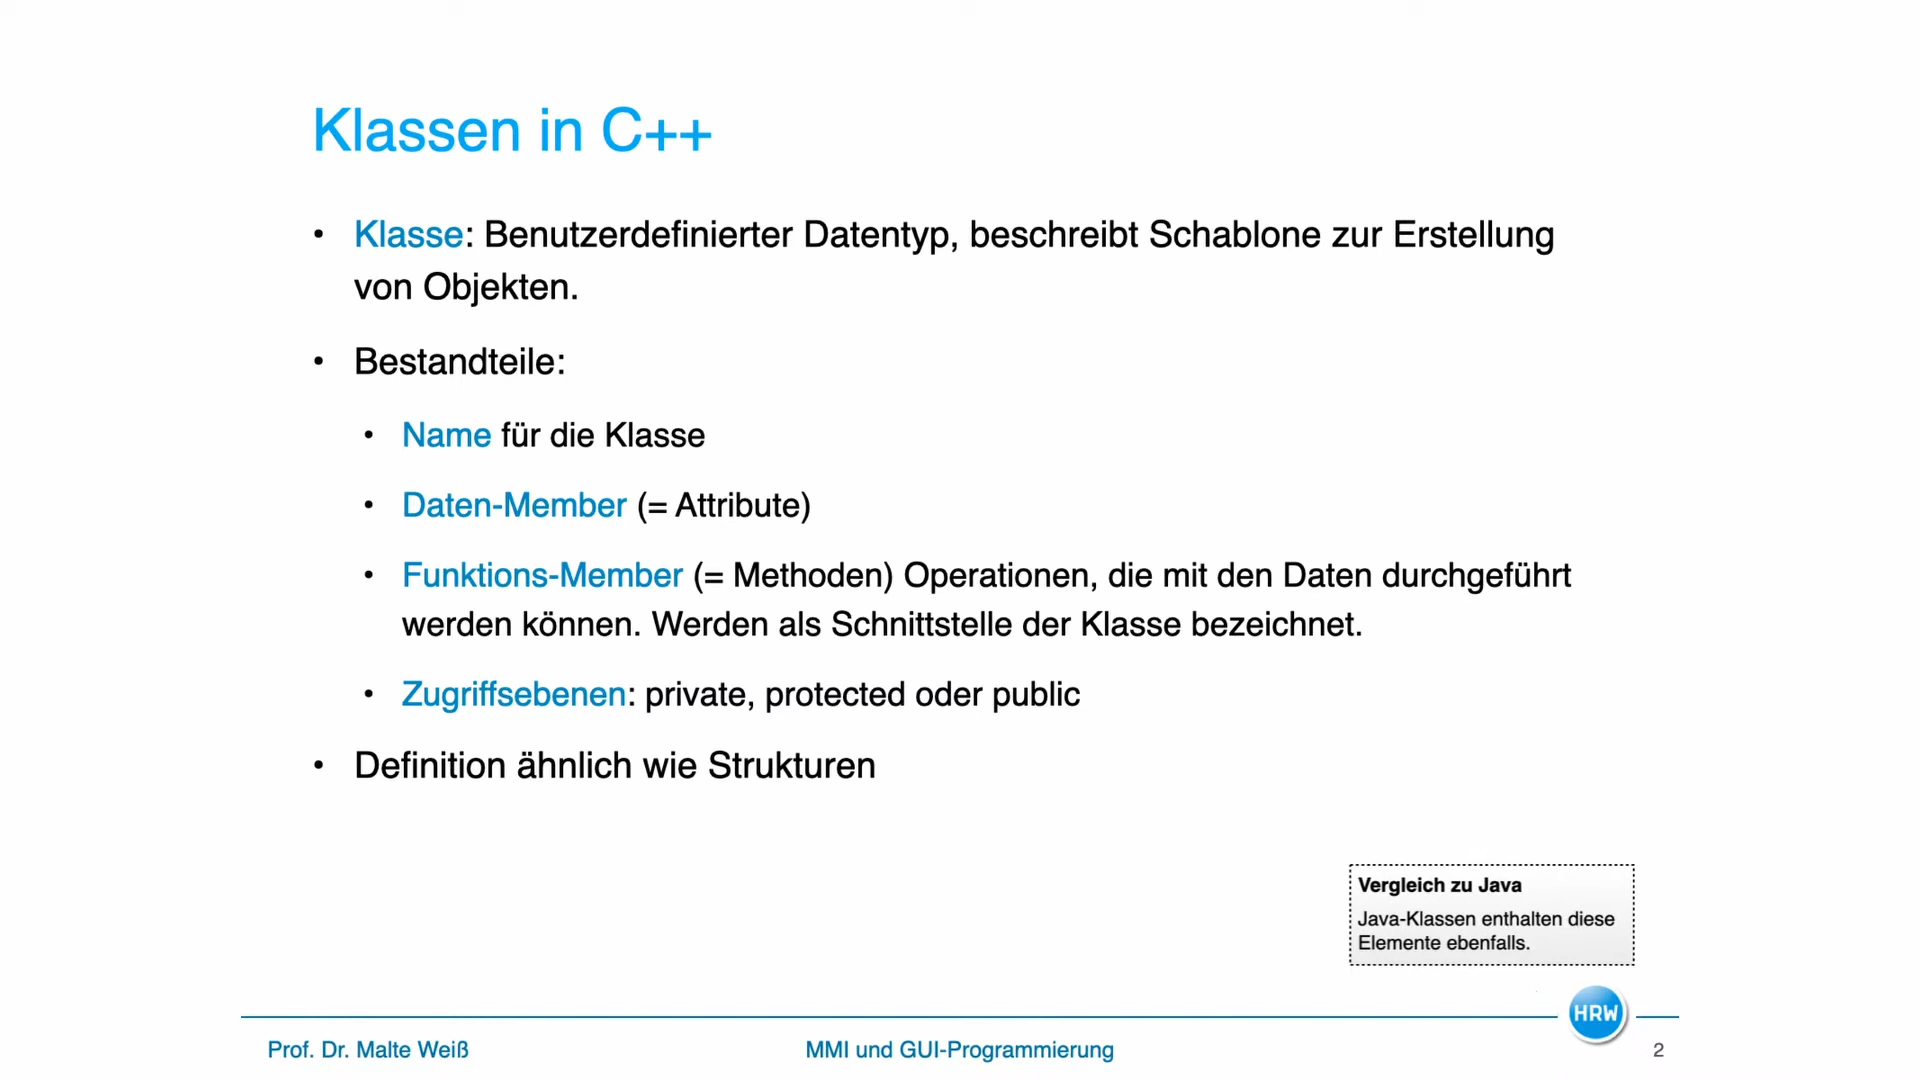 Klassen in C++
• Klasse: Benutzerdefinierter Datentyp, beschreibt Schablone zur Erstellung
von Objekten.
• Bestandteile:
• Name für die Klasse
• Daten-Member (= Attribute)
• Funktions-Member (= Methoden) Operationen, die mit den Daten durchgeführt
werden können. Werden als Schnittstelle der Klasse bezeichnet.
• Zugriffsebenen: private, protected oder public
• Definition ähnlich wie Strukturen
Vergleich zu Java
Java-Klassen enthalten diese
Elemente ebenfalls.
HRW
Prof. Dr. Malte Weiß
MMI und GUI-Programmierung
2